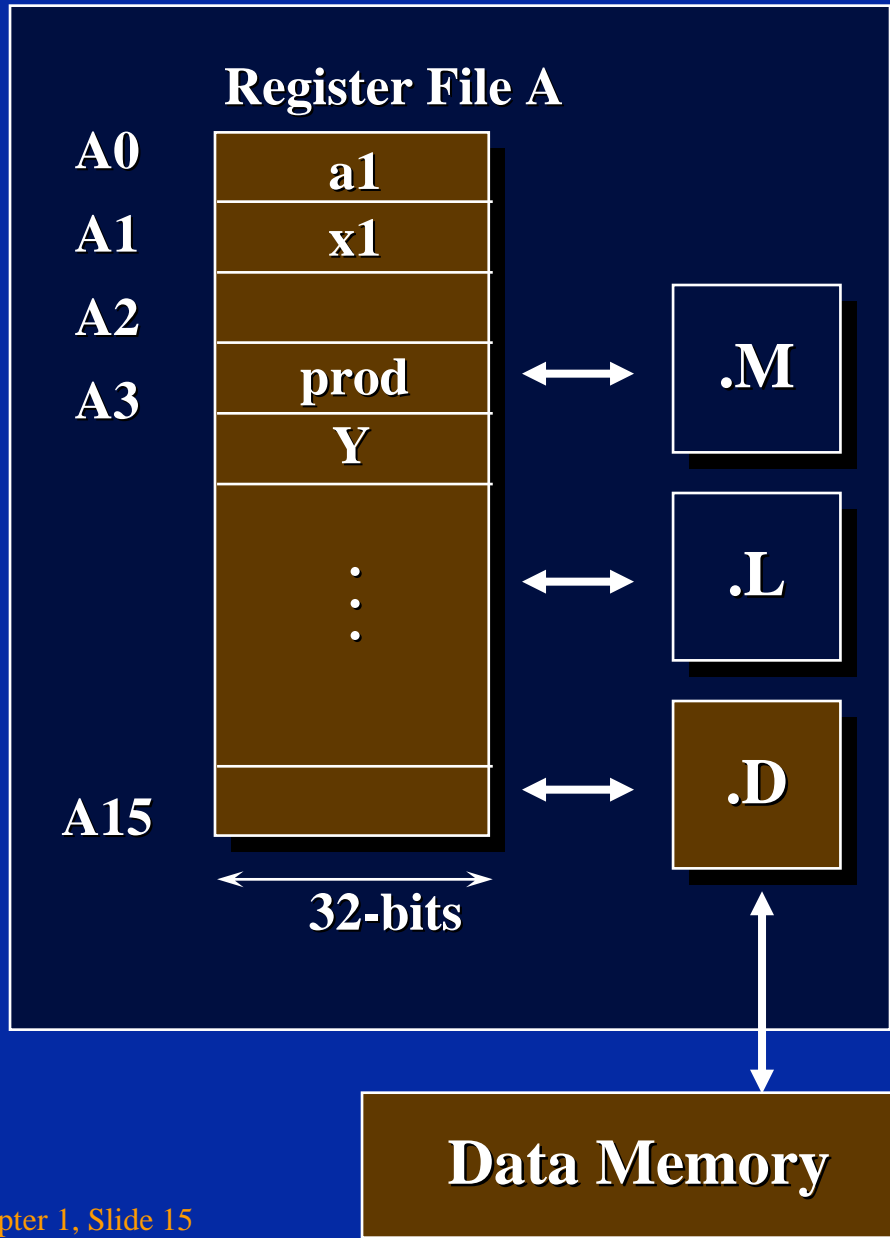 Register File A
A0
a1
A1
x1
A2
A3
prod
Y
.M
.L
.D
A15
32-bits
Data Memory
pter 1, Slide 15